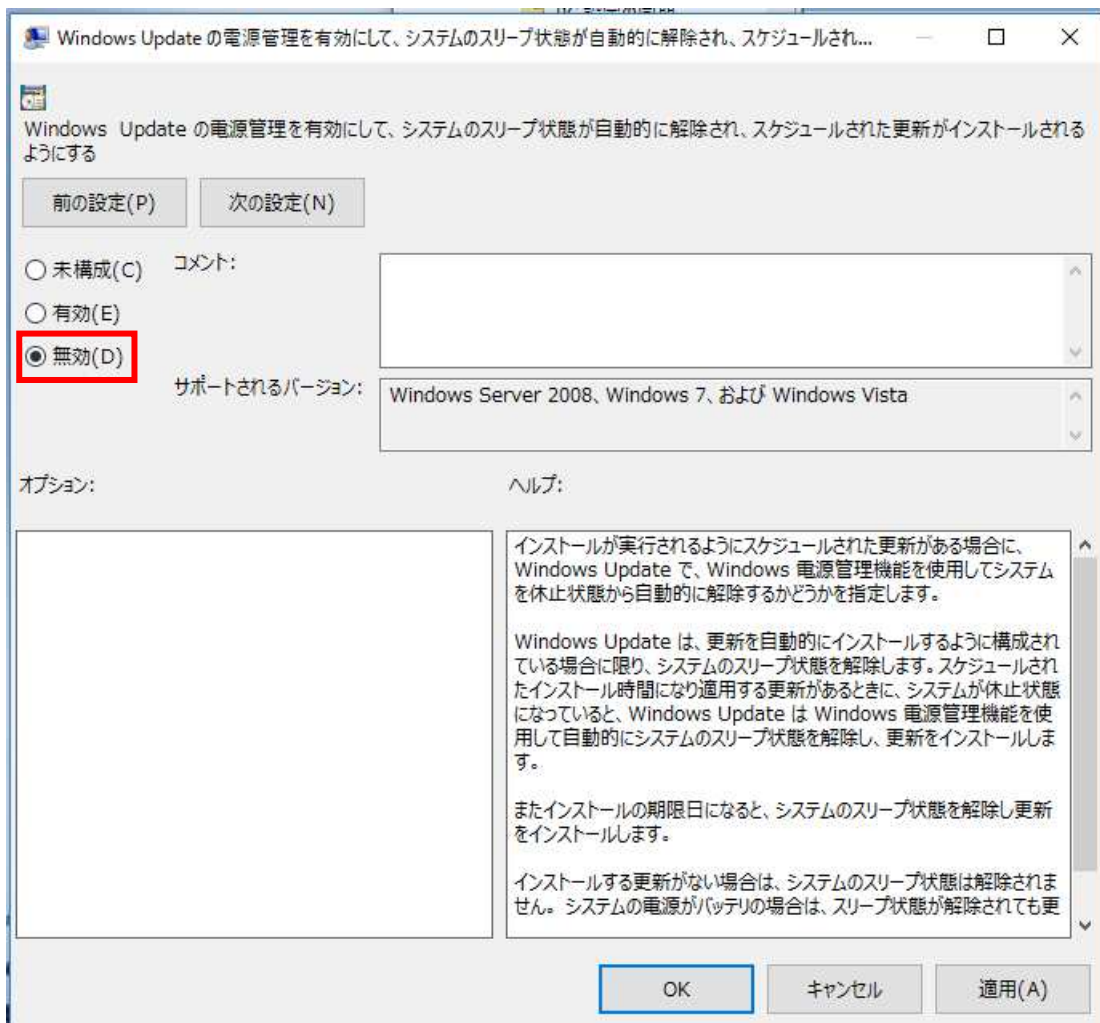 Windows Update の電源管理を有効にして、システムのスリープ状態が自動的に解除され、スケジュールされ...
Windows Update の電源管理を有効にして、システムのスリープ状態が自動的に解除され、スケジュールされた更新がインストールされる
ようにする
前の設定(P)
次の設定(N)
未構成(C)
コメント:
有効(E)
無効(D)
サポートされるバージョン:
Windows Server 2008、Windows 7、および Windows Vista
オプション:
ヘルプ:
インストールが実行されるようにスケジュールされた更新がある場合に、
Windows Update で、Windows 電源管理機能を使用してシステム
を休止状態から自動的に解除するかどうかを指定します。
Windows Update は、更新を自動的にインストールするように構成され
ている場合に限り、システムのスリープ状態を解除します。スケジュールされ
たインストール時間になり適用する更新があるときに、システムが休止状態
になっていると、Windows Update は Windows 電源管理機能を使
用して自動的にシステムのスリープ状態を解除し、更新をインストールしま
す。
またインストールの期限日になると、システムのスリープ状態を解除し更新
をインストールします。
インストールする更新がない場合は、システムのスリープ状態は解除されま
せん。システムの電源がバッテリの場合は、スリープ状態が解除されても更
OK
キャンセル
適用(A)